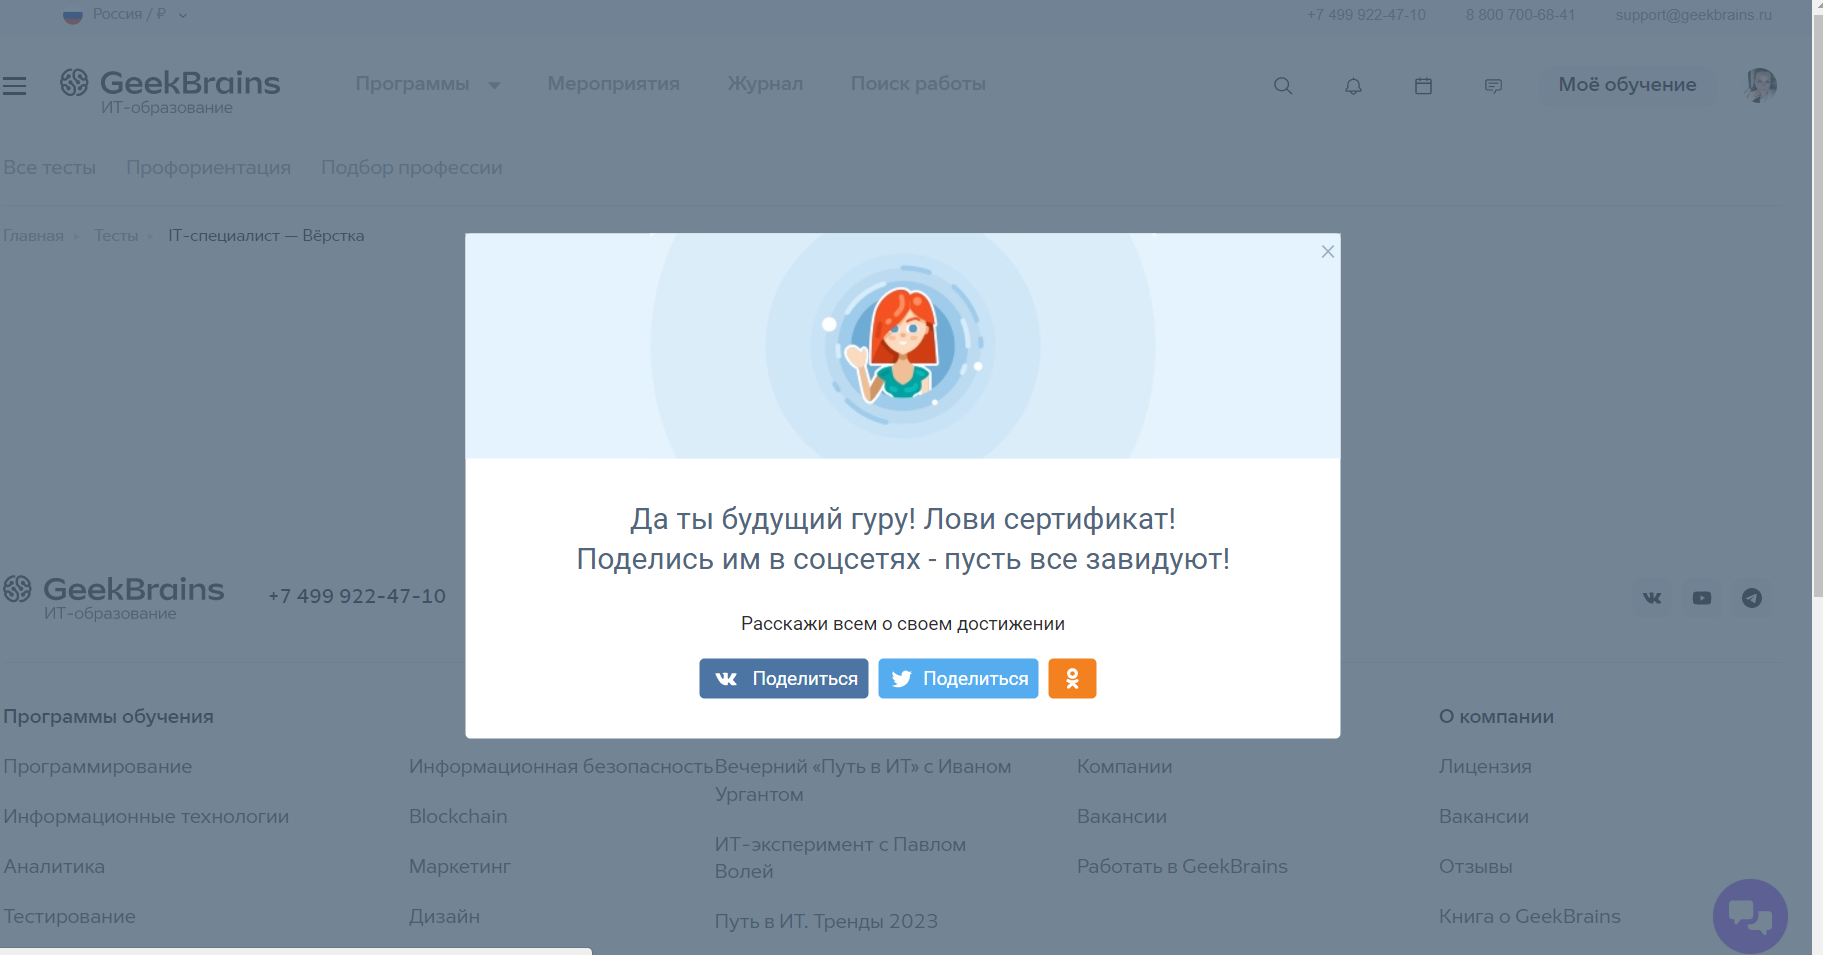 Россия / ₽
+7 499 922-47-10 8 800 700-68-41 support@geekbrains.ru
GeekBrains
ИТ-образование
Программы Мероприятия Журнал Поиск работы
Моё обучение
Все тесты Профориентация Подбор профессии
Главная Тесты IT-специалист — Вёрстка
Да ты будущий гуру! Лови сертификат!
Поделись им в соцсетях - пусть все завидуют!
Расскажи всем о своем достижении
Поделиться Поделиться
GeekBrains
ИТ-образование
+7 499 922-47-10
Программы обучения
Программирование
Информационные технологии
Аналитика
Тестирование
Информационная безопасность
Blockchain
Маркетинг
Дизайн
Вечерний «Путь в ИТ» с Иваном
Ургантом
ИТ-эксперимент с Павлом
Волей
Путь в ИТ. Тренды 2023
Компании
Вакансии
Работать в GeekBrains
О компании
Лицензия
Вакансии
Отзывы
Книга о GeekBrains